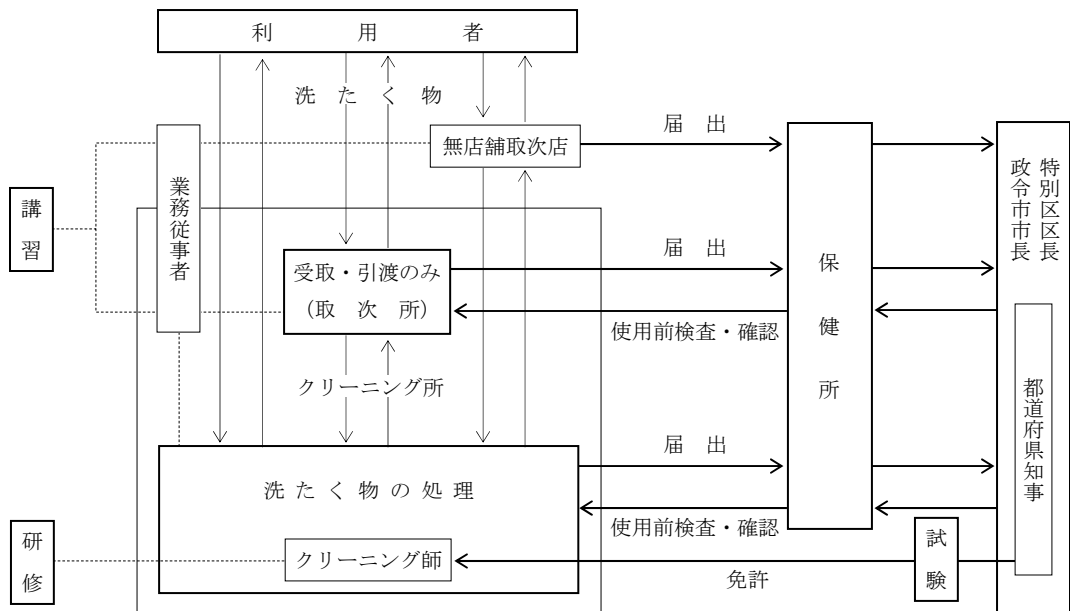 利用者
洗たく物
無店舗取次店
届出
講習
業務従事者
受取・引渡のみ
（取次所）
届出
使用前検査・確認
クリーニング所
保健所
特別区区長
政令市市長
都道府県知事
洗たく物の処理
届出
使用前検査・確認
研修
クリーニング師
免許
試験